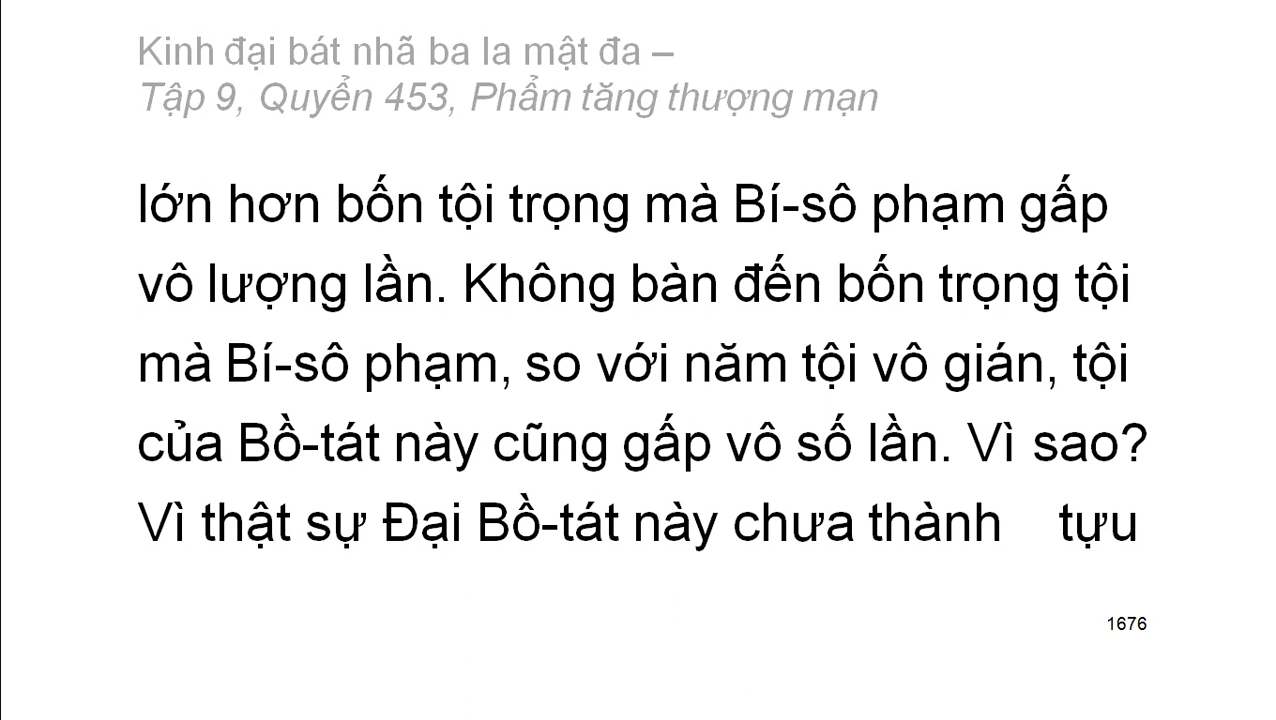 Kinh đại bát nhã ba la mật đa –
Tập 9, Quyển 453, Phẩm tăng thượng mạn
lớn hơn bốn tội trọng mà Bí-sô phạm gấp
vô lượng lần. Không bàn đến bốn trọng tội
mà Bí-sô phạm, so với năm tội vô gián, tội
của Bồ-tát này cũng gấp vô số lần. Vì sao?
Vì thật sự Đại Bồ-tát này chưa thành tựu
1676